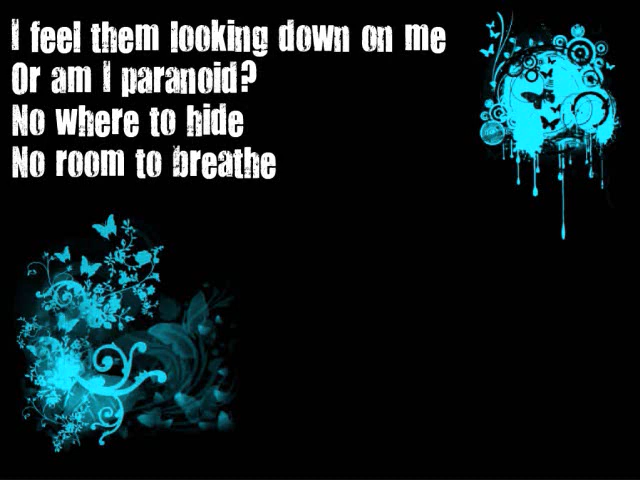 I feel them looking down on me
Or am I paranoid?
No where to hide
No room to breathe